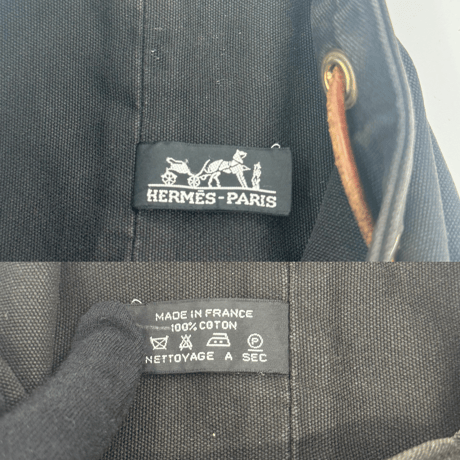 HERMÈS-PARIS
MADE IN FRANCE
100% COTON
P
NETTOYAGE A SEC